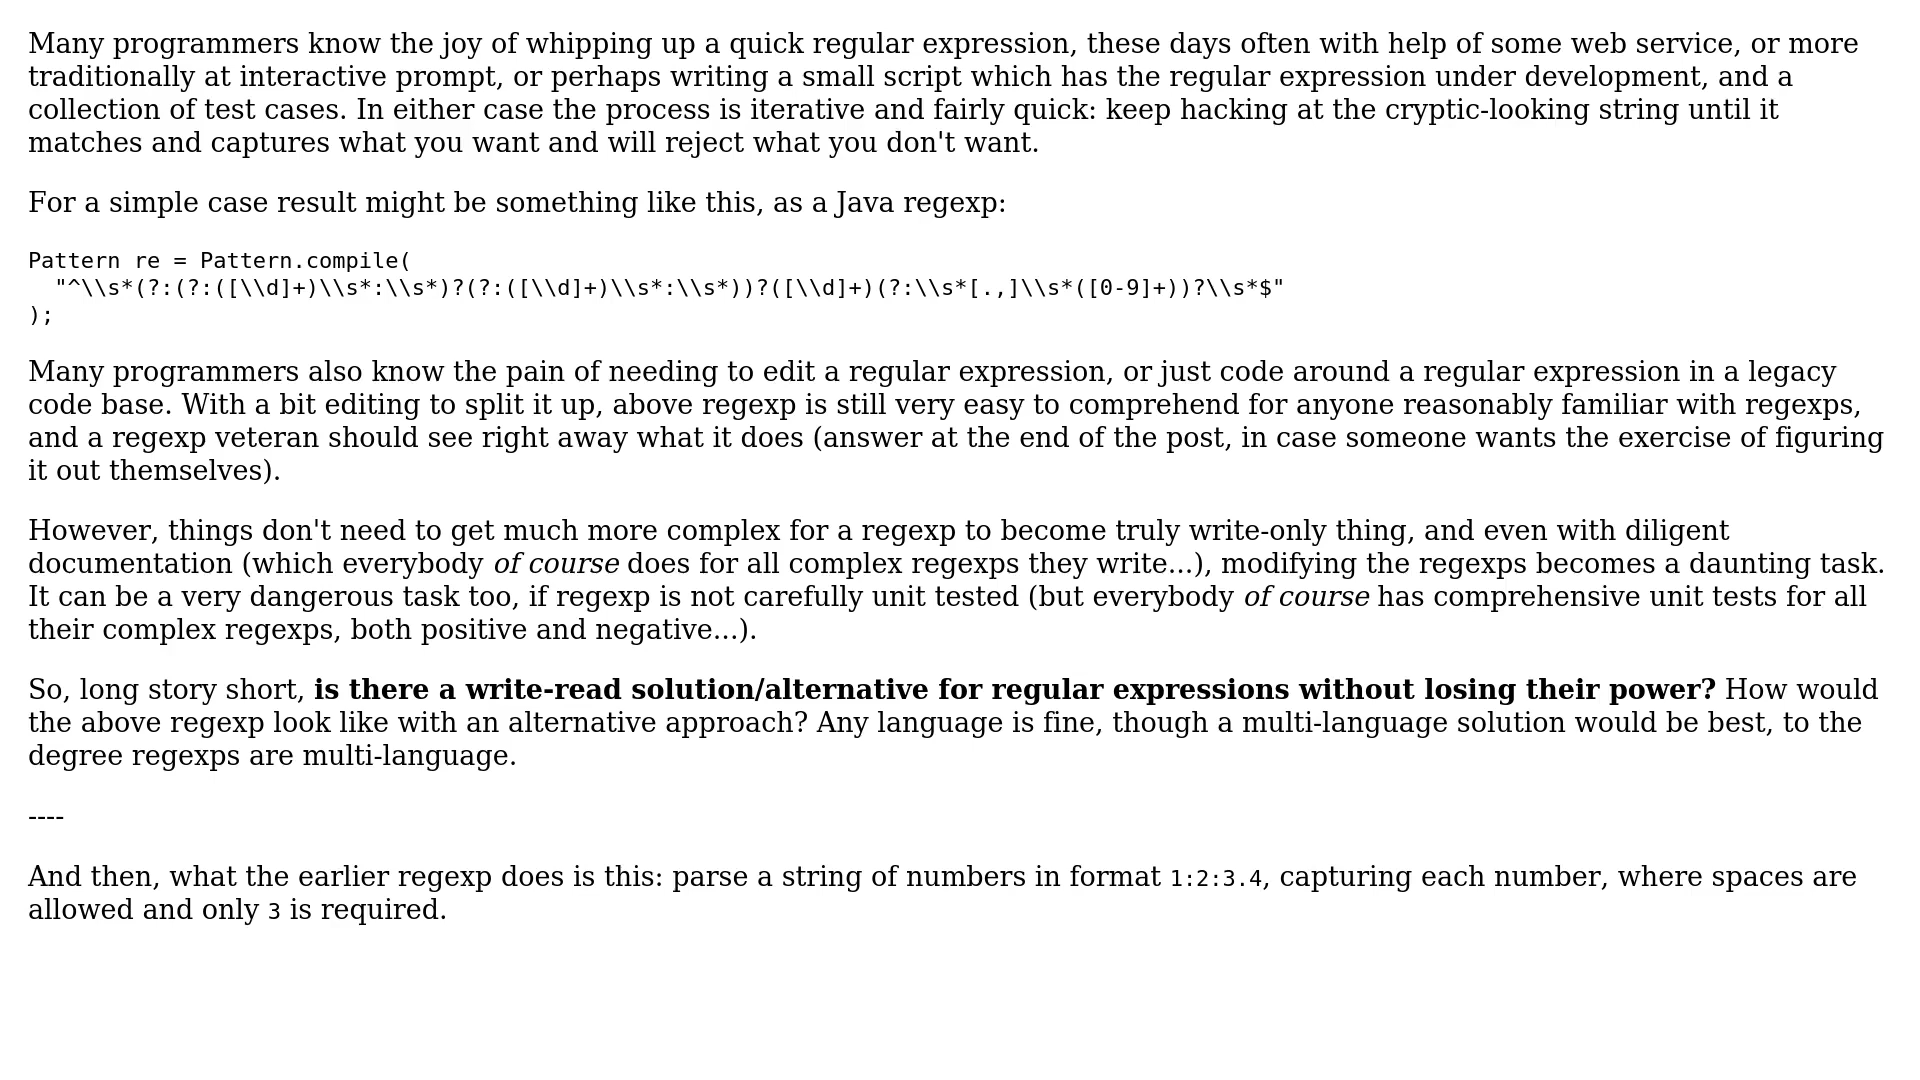 Many programmers know the joy of whipping up a quick regular expression, these days often with help of some web service, or more
traditionally at interactive prompt, or perhaps writing a small script which has the regular expression under development, and a
collection of test cases. In either case the process is iterative and fairly quick: keep hacking at the cryptic-looking string until it
matches and captures what you want and will reject what you don't want.
For a simple case result might be something like this, as a Java regexp:
Pattern re = Pattern.compile(
  "^\\s*(?:(?:([\\d]+)\\s*:\\s*)?(?:([\\d]+)\\s*:\\s*))?([\\d]+)(?:\\s*[.,]\\s*([0-9]+))?\\s*$"
);
Many programmers also know the pain of needing to edit a regular expression, or just code around a regular expression in a legacy
code base. With a bit editing to split it up, above regexp is still very easy to comprehend for anyone reasonably familiar with regexps,
and a regexp veteran should see right away what it does (answer at the end of the post, in case someone wants the exercise of figuring
it out themselves).
However, things don't need to get much more complex for a regexp to become truly write-only thing, and even with diligent
documentation (which everybody of course does for all complex regexps they write...), modifying the regexps becomes a daunting task.
It can be a very dangerous task too, if regexp is not carefully unit tested (but everybody of course has comprehensive unit tests for all
their complex regexps, both positive and negative...).
So, long story short, is there a write-read solution/alternative for regular expressions without losing their power? How would
the above regexp look like with an alternative approach? Any language is fine, though a multi-language solution would be best, to the
degree regexps are multi-language.
----
And then, what the earlier regexp does is this: parse a string of numbers in format 1:2:3.4, capturing each number, where spaces are
allowed and only 3 is required.